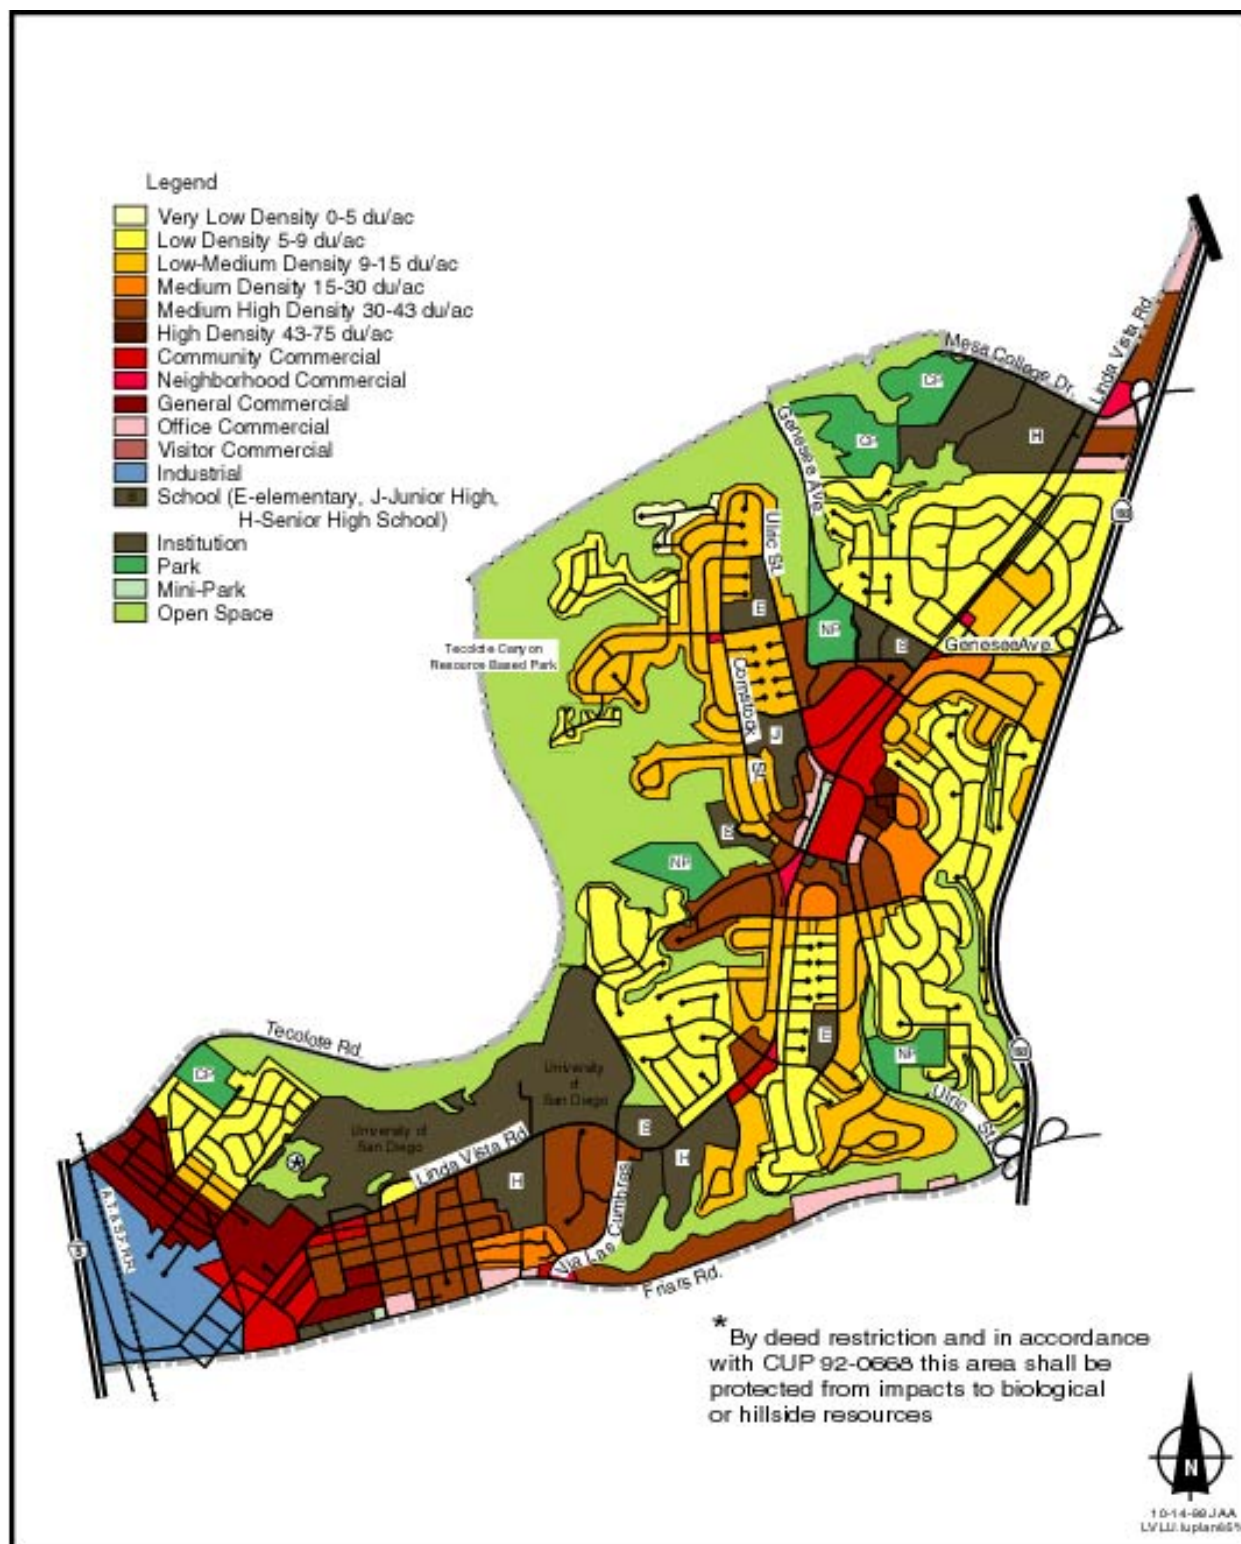 Legend
Very Low Density 0-5 du/ac
Low Density 5-9 du/ac
Low-Medium Density 9-15 du/ac
Medium Density 15-30 du/ac
Medium High Density 30-43 du/ac
High Density 43-75 du/ac
Community Commercial
Neighborhood Commercial
General Commercial
Office Commercial
Visitor Commercial
Industrial
School (E-elementary, J-Junior High,
H-Senior High School)
Institution
Park
Mini-Park
Open Space
Linda Vista Rd.
Mesa College Dr.
CP
CP
H
Genesee Ave.
Ulric St.
E
NP
E
Genesee Ave.
Tecolote Canyon
Resource Based Park
Comstock
St.
J
E
NP
E
NP
Ulric
St.
Tecolote Rd.
CP
University
of
San Diego
University of
San Diego
Linda Vista Rd
E
H
H
Via Las Cumbres
Friars Rd.
A.T.& S.F. R.R.
*By deed restriction and in accordance
with CUP 92-0668 this area shall be
protected from impacts to biological
or hillside resources
N